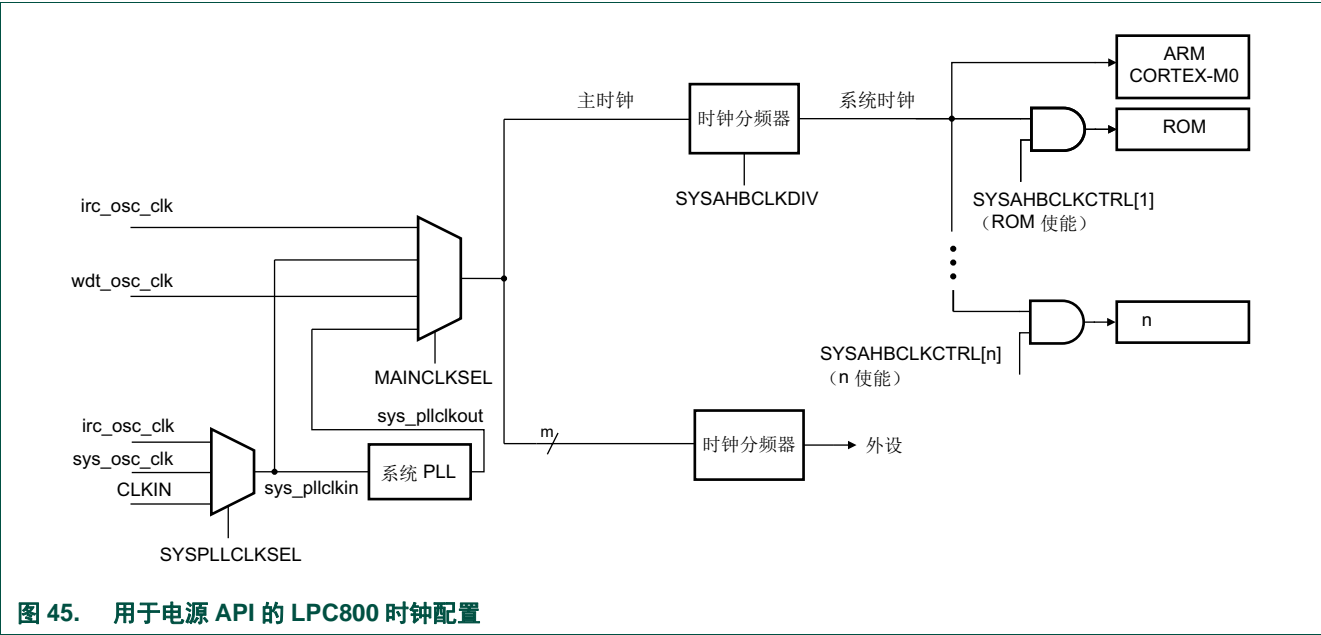 ARM
CORTEX-M0
主时钟
时钟分频器
系统时钟
ROM
SYSAHBCLKDIV
SYSAHBCLKCTRL[1]
（ROM 使能）
irc_osc_clk
wdt_osc_clk
n
SYSAHBCLKCTRL[n]
（n 使能）
MAINCLKSEL
sys_pllclkout
irc_osc_clk
sys_osc_clk
CLKIN
系统 PLL
sys_pllclkin
m
时钟分频器
外设
SYSPLLCLKSEL
图 45. 用于电源 API 的 LPC800 时钟配置